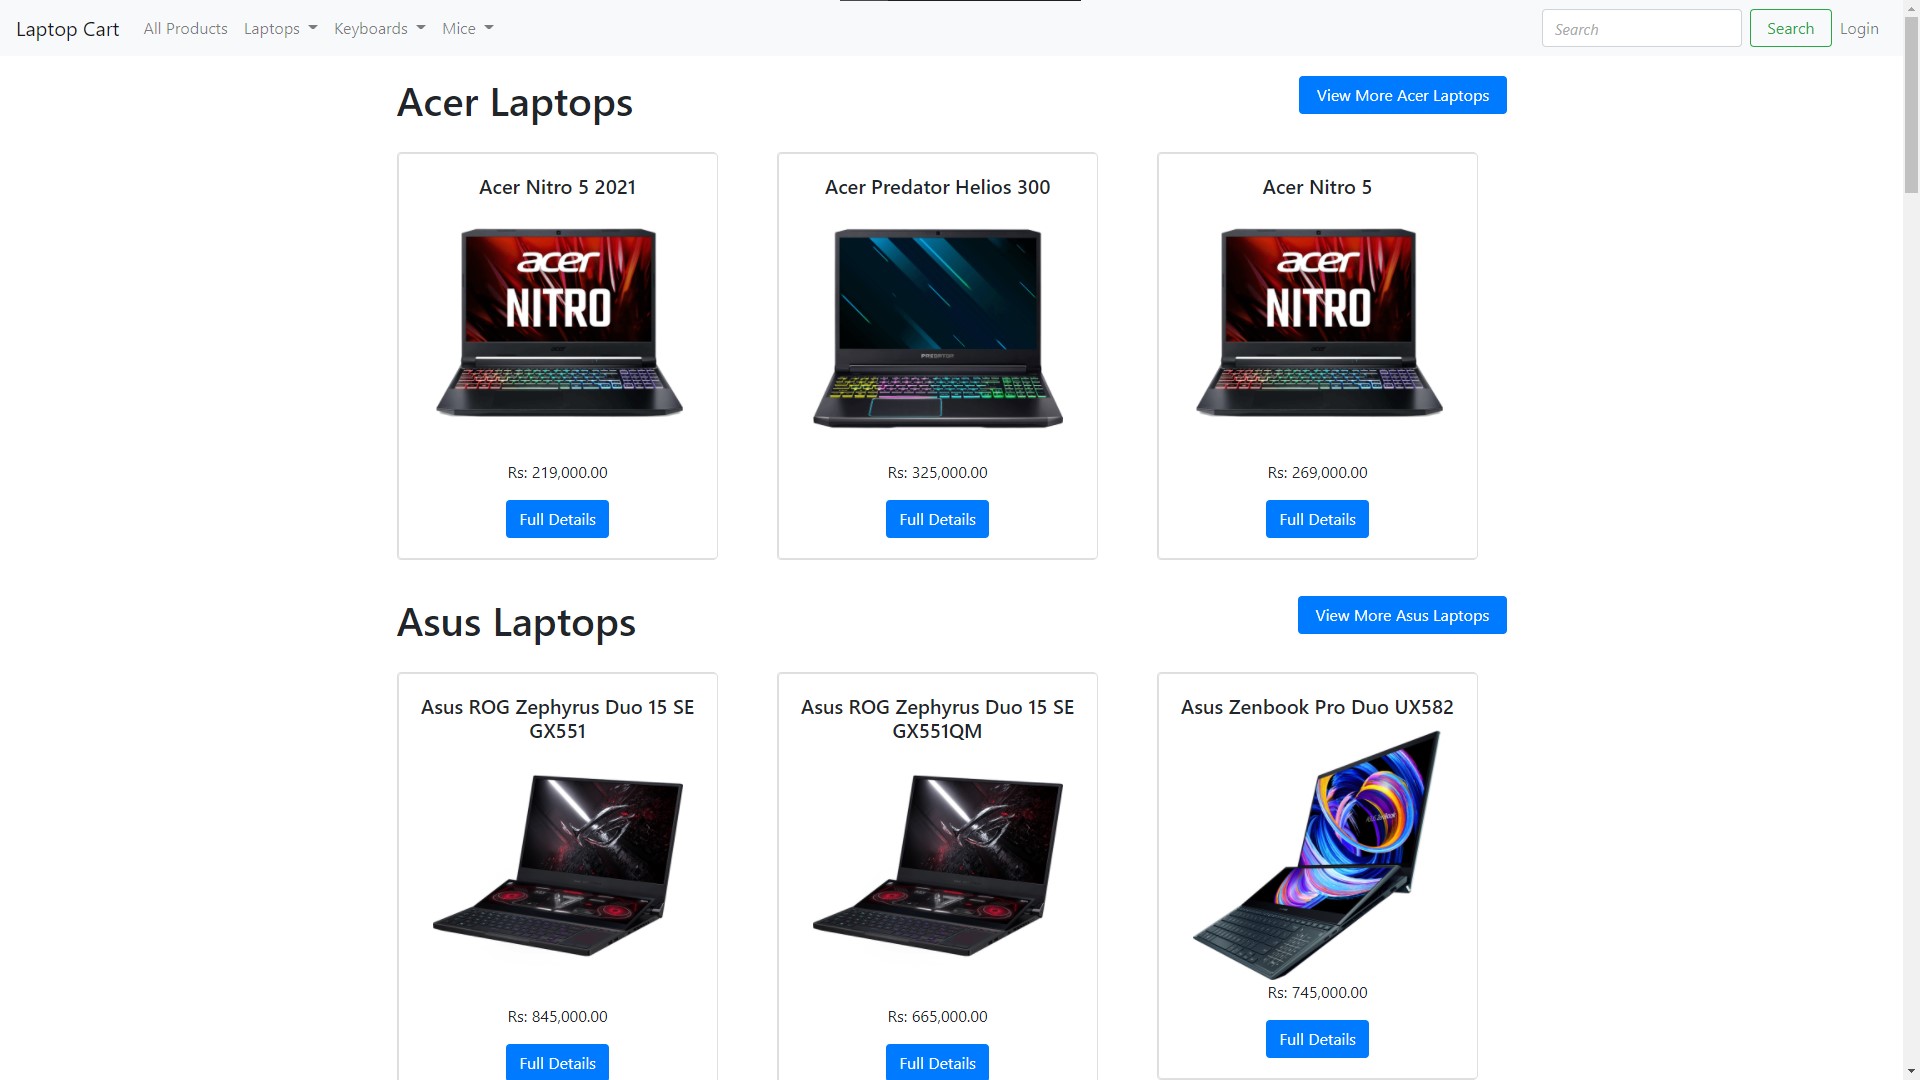 Laptop Cart All Products Laptops Keyboards Mice Search Search Login
Acer Laptops
View More Acer Laptops
Acer Nitro 5 2021
acer
NITRO
Rs: 219,000.00
Full Details
Acer Predator Helios 300
PREDATOR
Rs: 325,000.00
Full Details
Acer Nitro 5
acer
NITRO
Rs: 269,000.00
Full Details
Asus Laptops
View More Asus Laptops
Asus ROG Zephyrus Duo 15 SE
GX551
Rs: 845,000.00
Full Details
Asus ROG Zephyrus Duo 15 SE
GX551QM
Rs: 665,000.00
Full Details
Asus Zenbook Pro Duo UX582
ASUS ZenBook
Rs: 745,000.00
Full Details